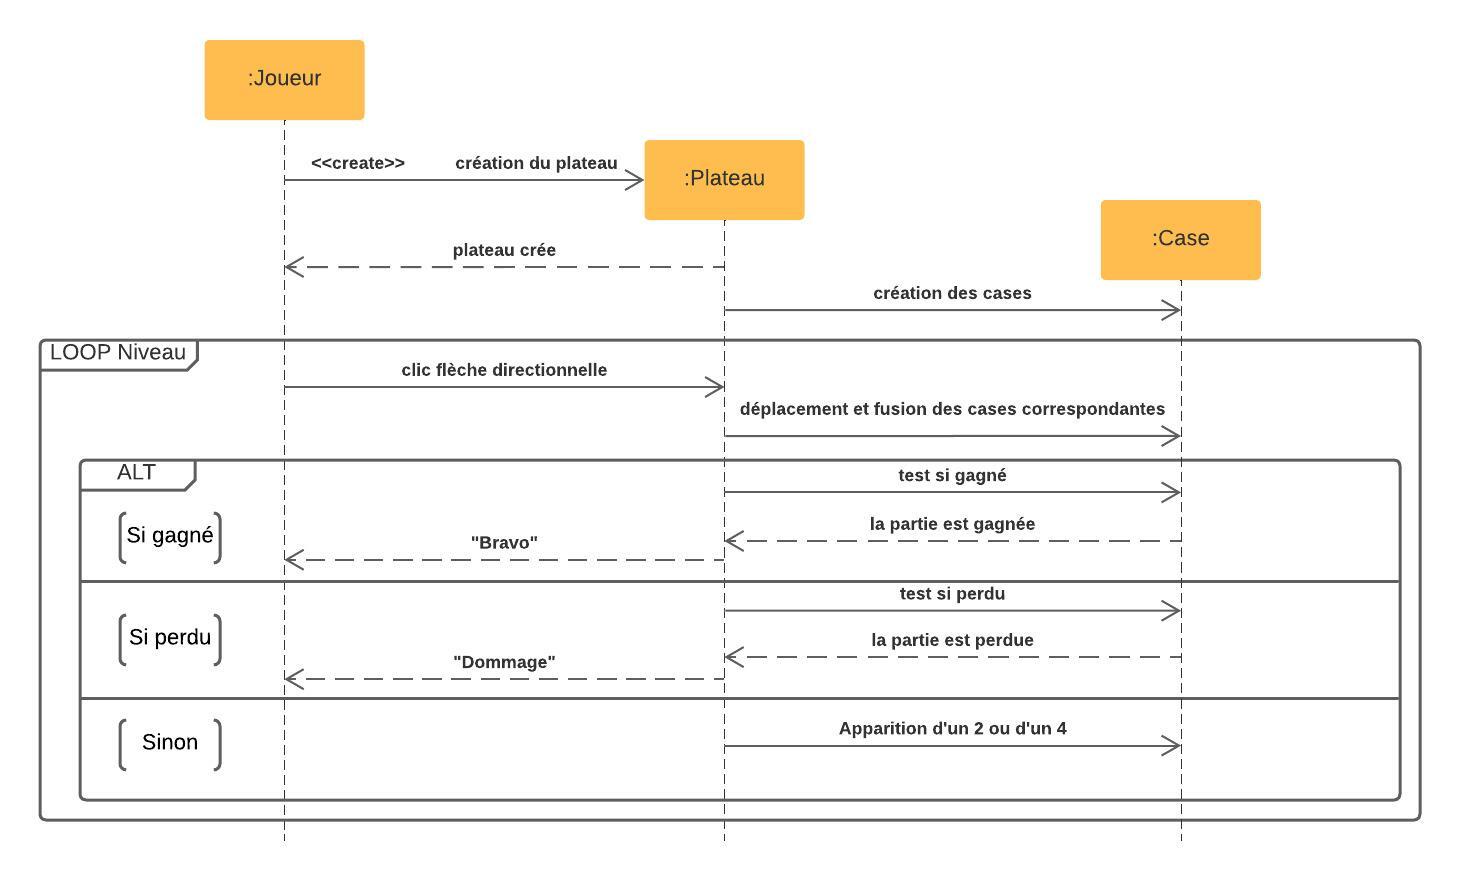 :Joueur
<<create>> création du plateau
:Plateau
:Case
plateau crée
création des cases
LOOP Niveau
clic flèche directionnelle
déplacement et fusion des cases correspondantes
ALT
test si gagné
Si gagné
la partie est gagnée
"Bravo"
test si perdu
Si perdu
la partie est perdue
"Dommage"
Sinon
Apparition d'un 2 ou d'un 4